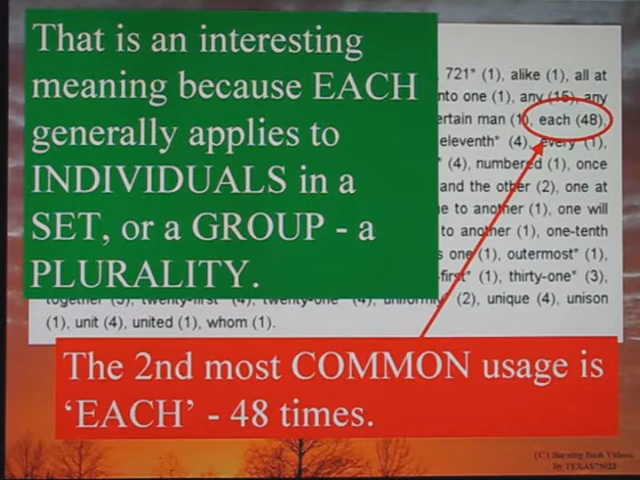 That is an interesting
meaning because EACH
generally applies to
INDIVIDUALS in a
SET, or a GROUP - a
PLURALITY.
721* (1), alike (1), all at
nto one (1), any (15), any
ertain man (1), each (48),
eleventh* (4), every (1),
* (4), numbered (1), once
and the other (2), one at
e to another (1), one will
to another (1), one-tenth
s one (1), outermost* (1),
-first* (1), thirty-one* (3),
together (5), twenty-first (4), twenty-one (4), uniformly (2), unique (4), unison
(1), unit (4), united (1), whom (1).
The 2nd most COMMON usage is
‘EACH’ - 48 times.
(C) Burning Bush Videos
By TEXAS75023